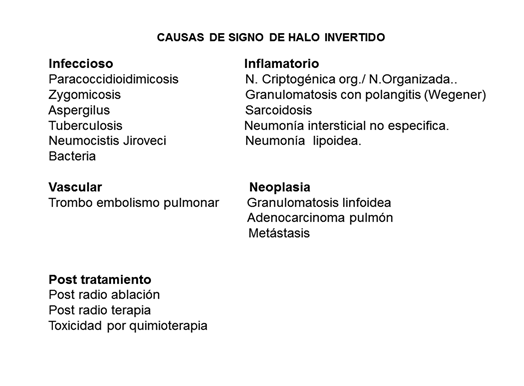 CAUSAS DE SIGNO DE HALO INVERTIDO
Infeccioso
Paracoccidioidimicosis
Zygomicosis
Aspergilus
Tuberculosis
Neumocistis Jiroveci
Bacteria
Inflamatorio
N. Criptogénica org./ N.Organizada..
Granulomatosis con polangitis (Wegener)
Sarcoidosis
Neumonía intersticial no especifica.
Neumonía lipoidea.
Vascular
Trombo embolismo pulmonar
Neoplasia
Granulomatosis linfoidea
Adenocarcinoma pulmón
Metástasis
Post tratamiento
Post radio ablación
Post radio terapia
Toxicidad por quimioterapia